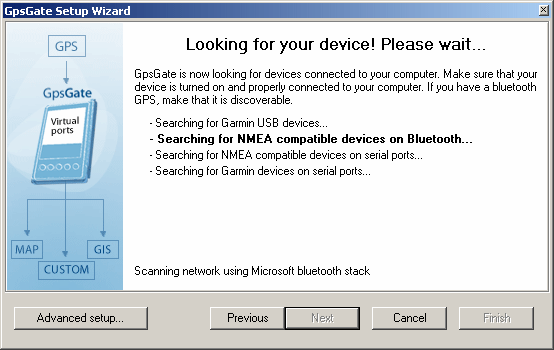 GpsGate Setup Wizard
GPS
GpsGate
Virtual
ports
MAP
GIS
CUSTOM
Looking for your device! Please wait...
GpsGate is now looking for devices connected to your computer. Make sure that your
device is turned on and properly connected to your computer. If you have a bluetooth
GPS, make that it is discoverable.
- Searching for Garmin USB devices...
- Searching for NMEA compatible devices on Bluetooth...
- Searching for NMEA compatible devices on serial ports...
- Searching for Garmin devices on serial ports...
Scanning network using Microsoft bluetooth stack
Advanced setup...
Previous
Next
Cancel
Finish